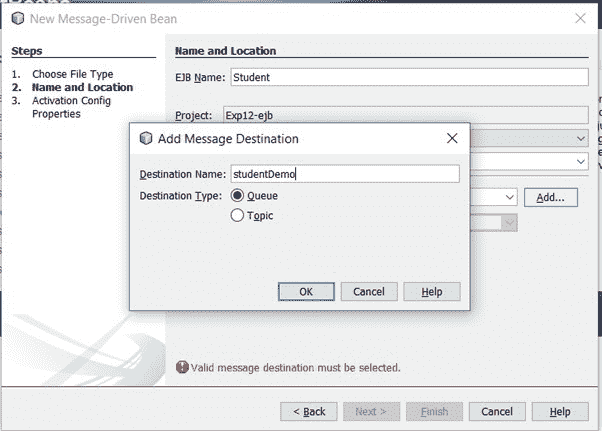 New Message-Driven Bean
Steps
1. Choose File Type
2. Name and Location
3. Activation Config
Properties
Name and Location
EJB Name: Student
Project: Exp12-ejb
Add...
Add Message Destination
Destination Name: studentDemo
Destination Type: Queue
Topic
OK Cancel Help
Valid message destination must be selected.
< Back Next > Finish Cancel Help